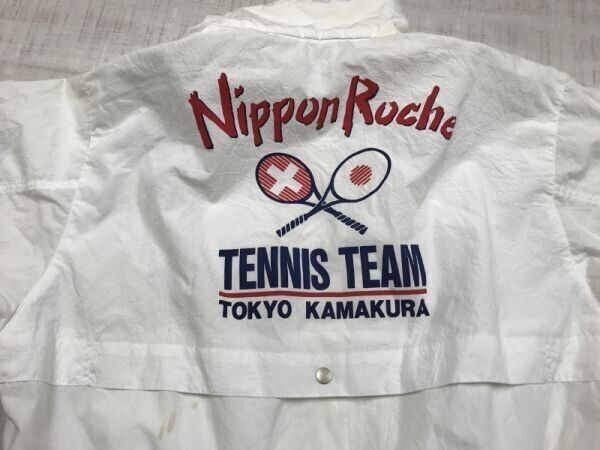 Nippon Roche
TENNIS TEAM
TOKYO KAMAKURA